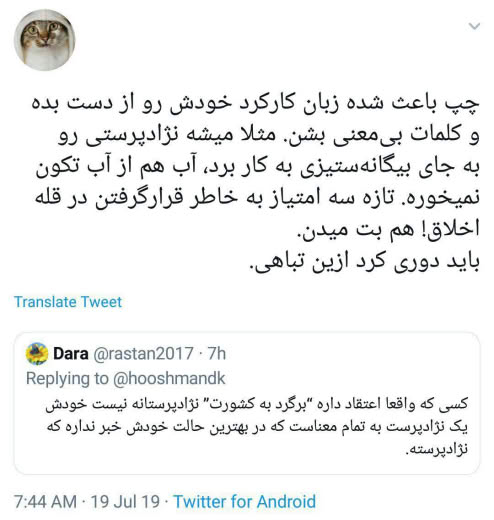 چپ باعث شده زبان کارکرد خودش رو از دست بده
و کلمات بی‌معنی بشن. مثلا میشه نژادپرستی رو
به جای بیگانه‌ستیزی به کار برد، آب هم از آب تکون
نمیخوره. تازه سه امتیاز به خاطر قرارگرفتن در قله
اخلاق! هم بت میدن.
باید دوری کرد ازین تباهی.
Translate Tweet
Dara @rastan2017 · 7h
Replying to @hooshmandk
کسی که واقعا اعتقاد داره “برگرد به کشورت” نژادپرستانه نیست خودش
یک نژادپرست به تمام معناست که در بهترین حالت خودش خبر نداره که
نژادپرسته.
7:44 AM · 19 Jul 19 · Twitter for Android